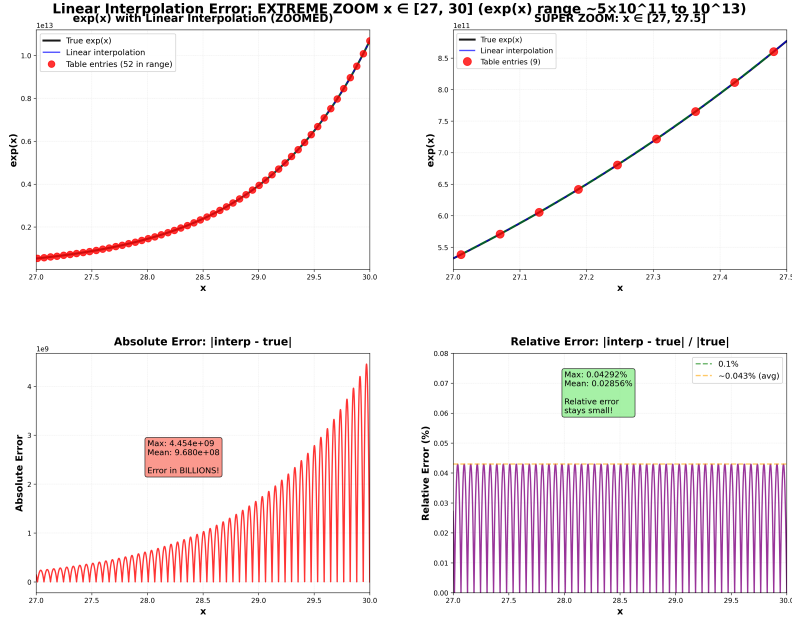 Linear Interpolation Error: EXTREME ZOOM x ∈ [27, 30] (exp(x) range ~5×10^11 to 10^13)
exp(x) with Linear Interpolation (ZOOMED)
1e13
True exp(x)
Linear interpolation
Table entries (52 in range)
1.0
0.8
0.6
0.4
0.2
exp(x)
27.0
27.5
28.0
28.5
29.0
29.5
30.0
x
SUPER ZOOM: x ∈ [27, 27.5]
1e11
True exp(x)
Linear interpolation
Table entries (9)
8.5
8.0
7.5
7.0
6.5
6.0
5.5
exp(x)
27.0
27.1
27.2
27.3
27.4
27.5
x
Absolute Error: |interp - true|
1e9
4
3
2
1
0
Absolute Error
Max: 4.454e+09
Mean: 9.680e+08
Error in BILLIONS!
27.0
27.5
28.0
28.5
29.0
29.5
30.0
x
Relative Error: |interp - true| / |true|
0.08
0.07
0.06
0.05
0.04
0.03
0.02
0.01
0.00
Relative Error (%)
Max: 0.04292%
Mean: 0.02856%
Relative error
stays small!
0.1%
~0.043% (avg)
27.0
27.5
28.0
28.5
29.0
29.5
30.0
x